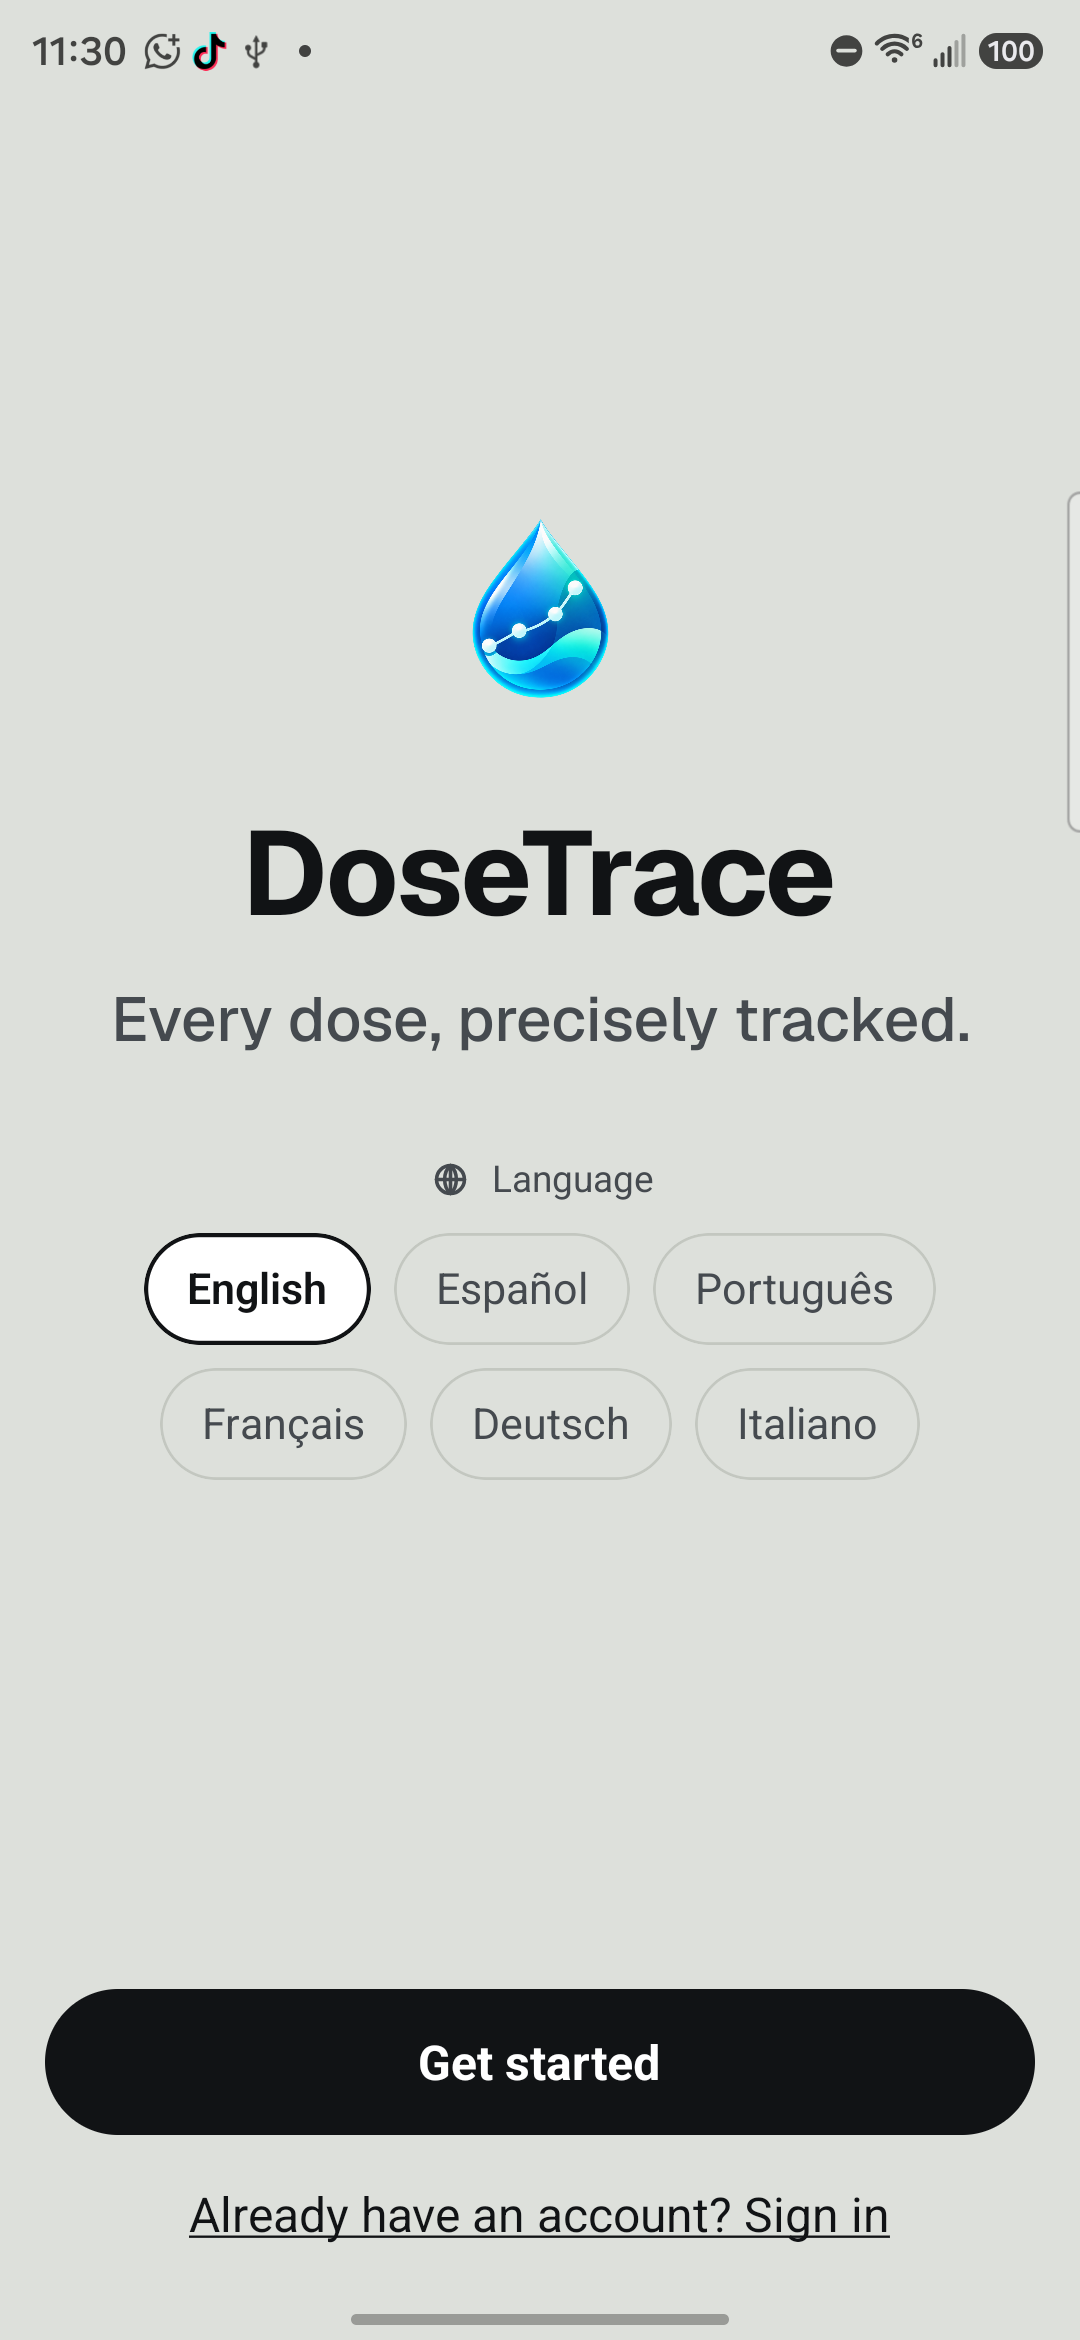 11:30
6
100
DoseTrace
Every dose, precisely tracked.
Language
English Español Português
Français Deutsch Italiano
Get started
Already have an account? Sign in